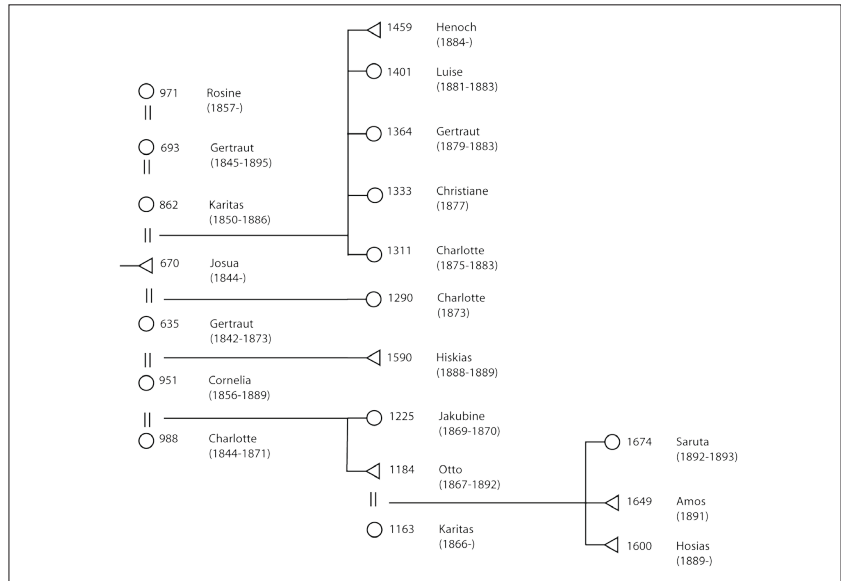 1459 Henoch
(1884-)
1401 Luise
(1881-1883)
971 Rosine
(1857-)
1364 Gertraut
(1879-1883)
693 Gertraut
(1845-1895)
1333 Christiane
(1877)
862 Karitas
(1850-1886)
1311 Charlotte
(1875-1883)
670 Josua
(1844-)
1290 Charlotte
(1873)
635 Gertraut
(1842-1873)
1590 Hiskias
(1888-1889)
951 Cornelia
(1856-1889)
1225 Jakubine
(1869-1870)
988 Charlotte
(1844-1871)
1674 Saruta
(1892-1893)
1184 Otto
(1867-1892)
1649 Amos
(1891)
1163 Karitas
(1866-)
1600 Hosias
(1889-)